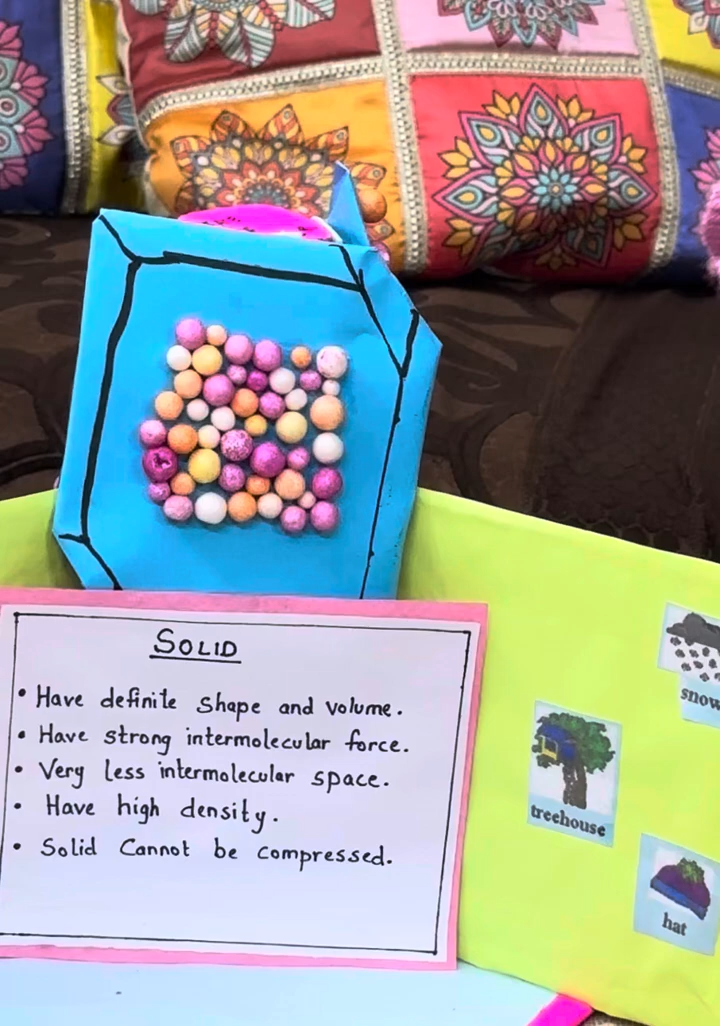 SOLID
• Have definite shape and volume.
• Have strong intermolecular force.
• Very less intermolecular space.
• Have high density.
• Solid Cannot be compressed.
snow
treehouse
hat